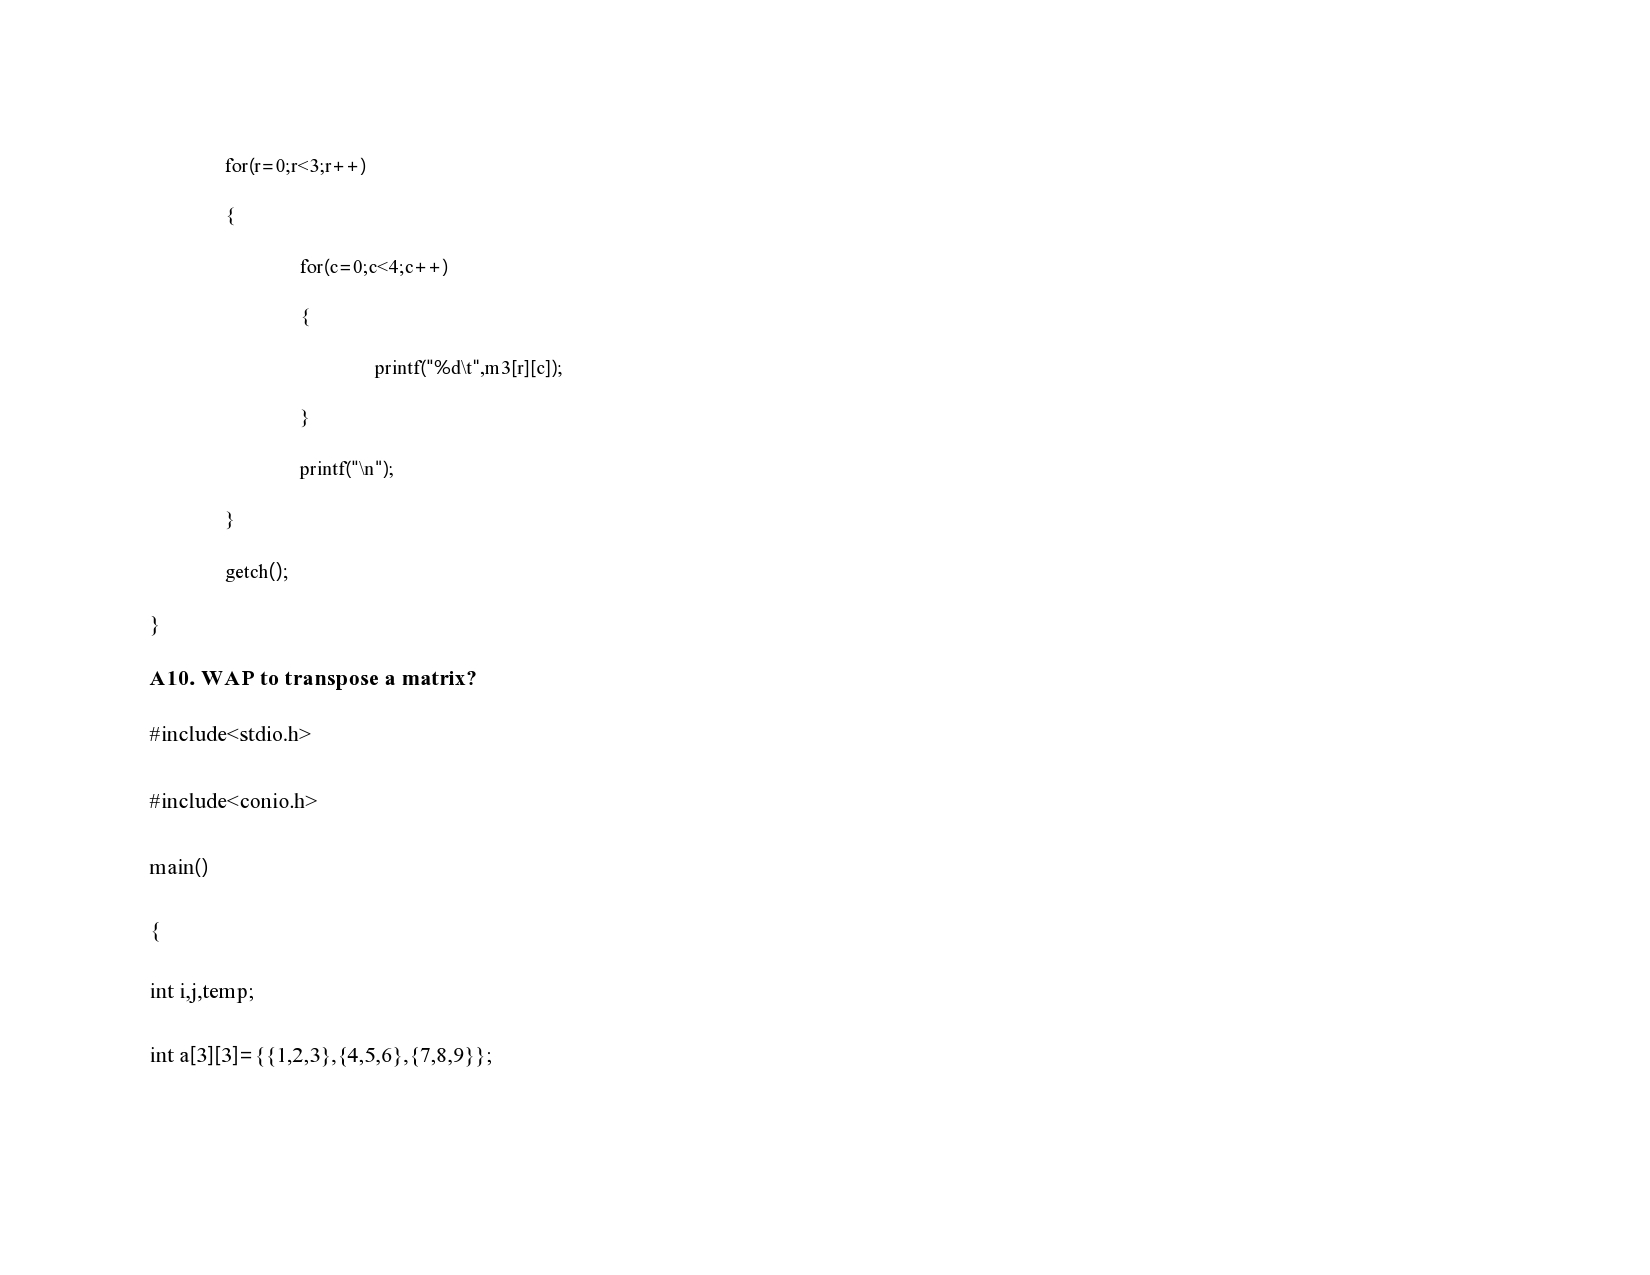 for(r=0;r<3;r++)
{
for(c=0;c<4;c++)
{
printf("%d\t",m3[r][c]);
}
printf("\n");
}
getch();
}
A10. WAP to transpose a matrix?
#include<stdio.h>
#include<conio.h>
main()
{
int i,j,temp;
int a[3][3]={{1,2,3},{4,5,6},{7,8,9}};